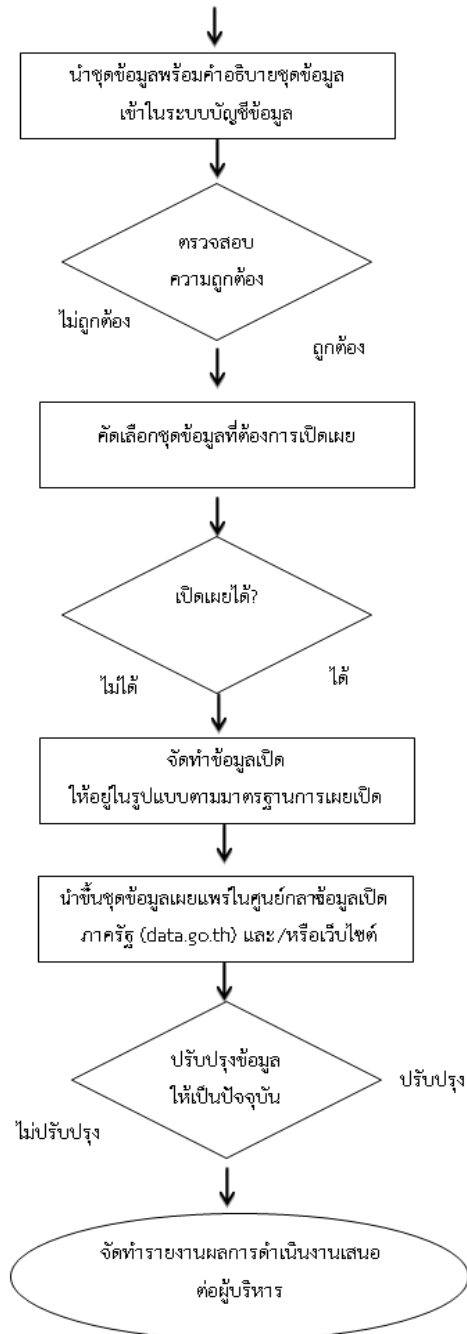 นำชุดข้อมูลพร้อมคำอธิบายชุดข้อมูล
เข้าในระบบบัญชีข้อมูล
ตรวจสอบ
ความถูกต้อง
ไม่ถูกต้อง
ถูกต้อง
คัดเลือกชุดข้อมูลที่ต้องการเปิดเผย
เปิดเผยได้?
ไม่ได้
ได้
จัดทำข้อมูลเปิด
ให้อยู่ในรูปแบบตามมาตรฐานการเผยเปิด
นำขึ้นชุดข้อมูลเผยแพร่ในศูนย์กลางข้อมูลเปิด
ภาครัฐ (data.go.th) และ/หรือเว็บไซต์
ปรับปรุงข้อมูล
ให้เป็นปัจจุบัน
ปรับปรุง
ไม่ปรับปรุง
จัดทำรายงานผลการดำเนินงานเสนอ
ต่อผู้บริหาร